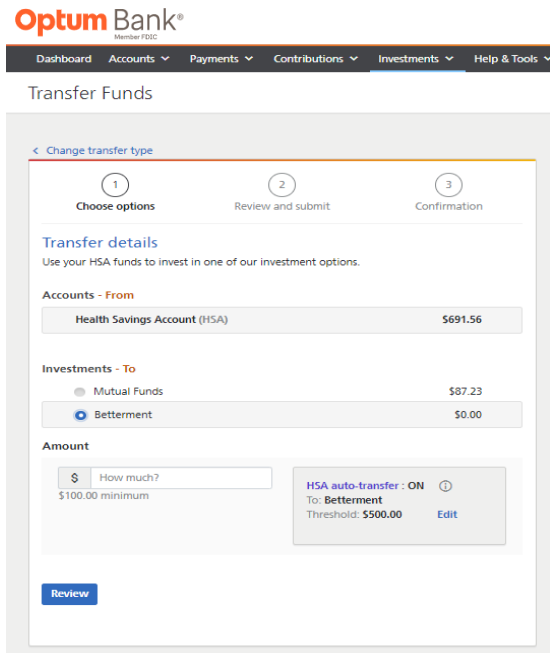 Optum Bank®
Member FDIC
Dashboard Accounts Payments Contributions Investments Help & Tools
Transfer Funds
Change transfer type
1 2 3
Choose options Review and submit Confirmation
Transfer details
Use your HSA funds to invest in one of our investment options.
Accounts - From
Health Savings Account (HSA) $691.56
Investments - To
Mutual Funds $87.23
Betterment $0.00
Amount
$ How much?
$100.00 minimum
HSA auto-transfer : ON
To: Betterment
Threshold: $500.00 Edit
Review